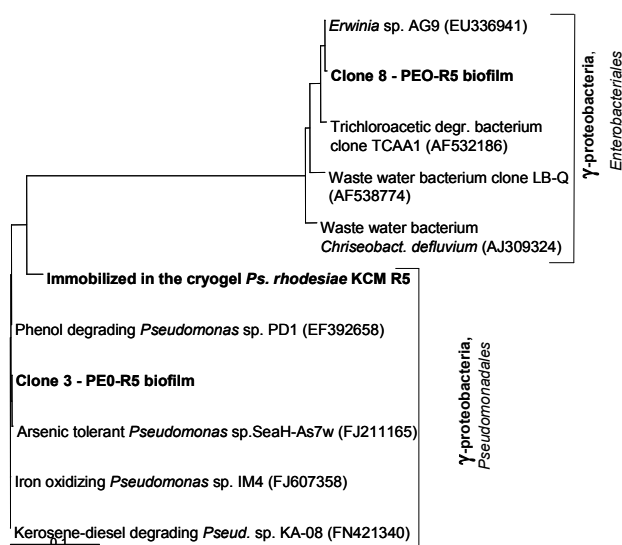 Erwinia sp. AG9 (EU336941)
Clone 8 - PEO-R5 biofilm
Trichloroacetic degr. bacterium
clone TCAA1 (AF532186)
Waste water bacterium clone LB-Q
(AF538774)
Waste water bacterium
Chriseobact. defluvium (AJ309324)
γ-proteobacteria,
Enterobacteriales
Immobilized in the cryogel Ps. rhodesiae KCM R5
Phenol degrading Pseudomonas sp. PD1 (EF392658)
Clone 3 - PE0-R5 biofilm
Arsenic tolerant Pseudomonas sp.SeaH-As7w (FJ211165)
Iron oxidizing Pseudomonas sp. IM4 (FJ607358)
Kerosene-diesel degrading Pseud. sp. KA-08 (FN421340)
γ-proteobacteria,
Pseudomonadales
0.1